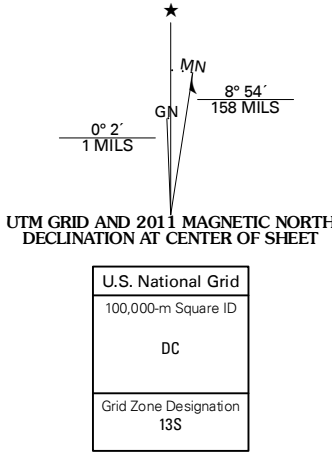 ★
MN
GN
8° 54´
158 MILS
0° 2´
1 MILS
UTM GRID AND 2011 MAGNETIC NORTH
DECLINATION AT CENTER OF SHEET
U.S. National Grid
100,000-m Square ID
DC
Grid Zone Designation
13S